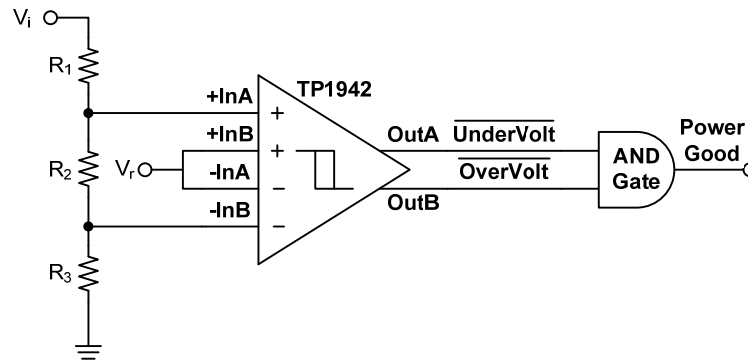 Vi
R1
R2
R3
Vr
+InA
+InB
-InA
-InB
TP1942
+
+
−
−
OutA
OutB
UnderVolt
OverVolt
AND
Gate
Power
Good